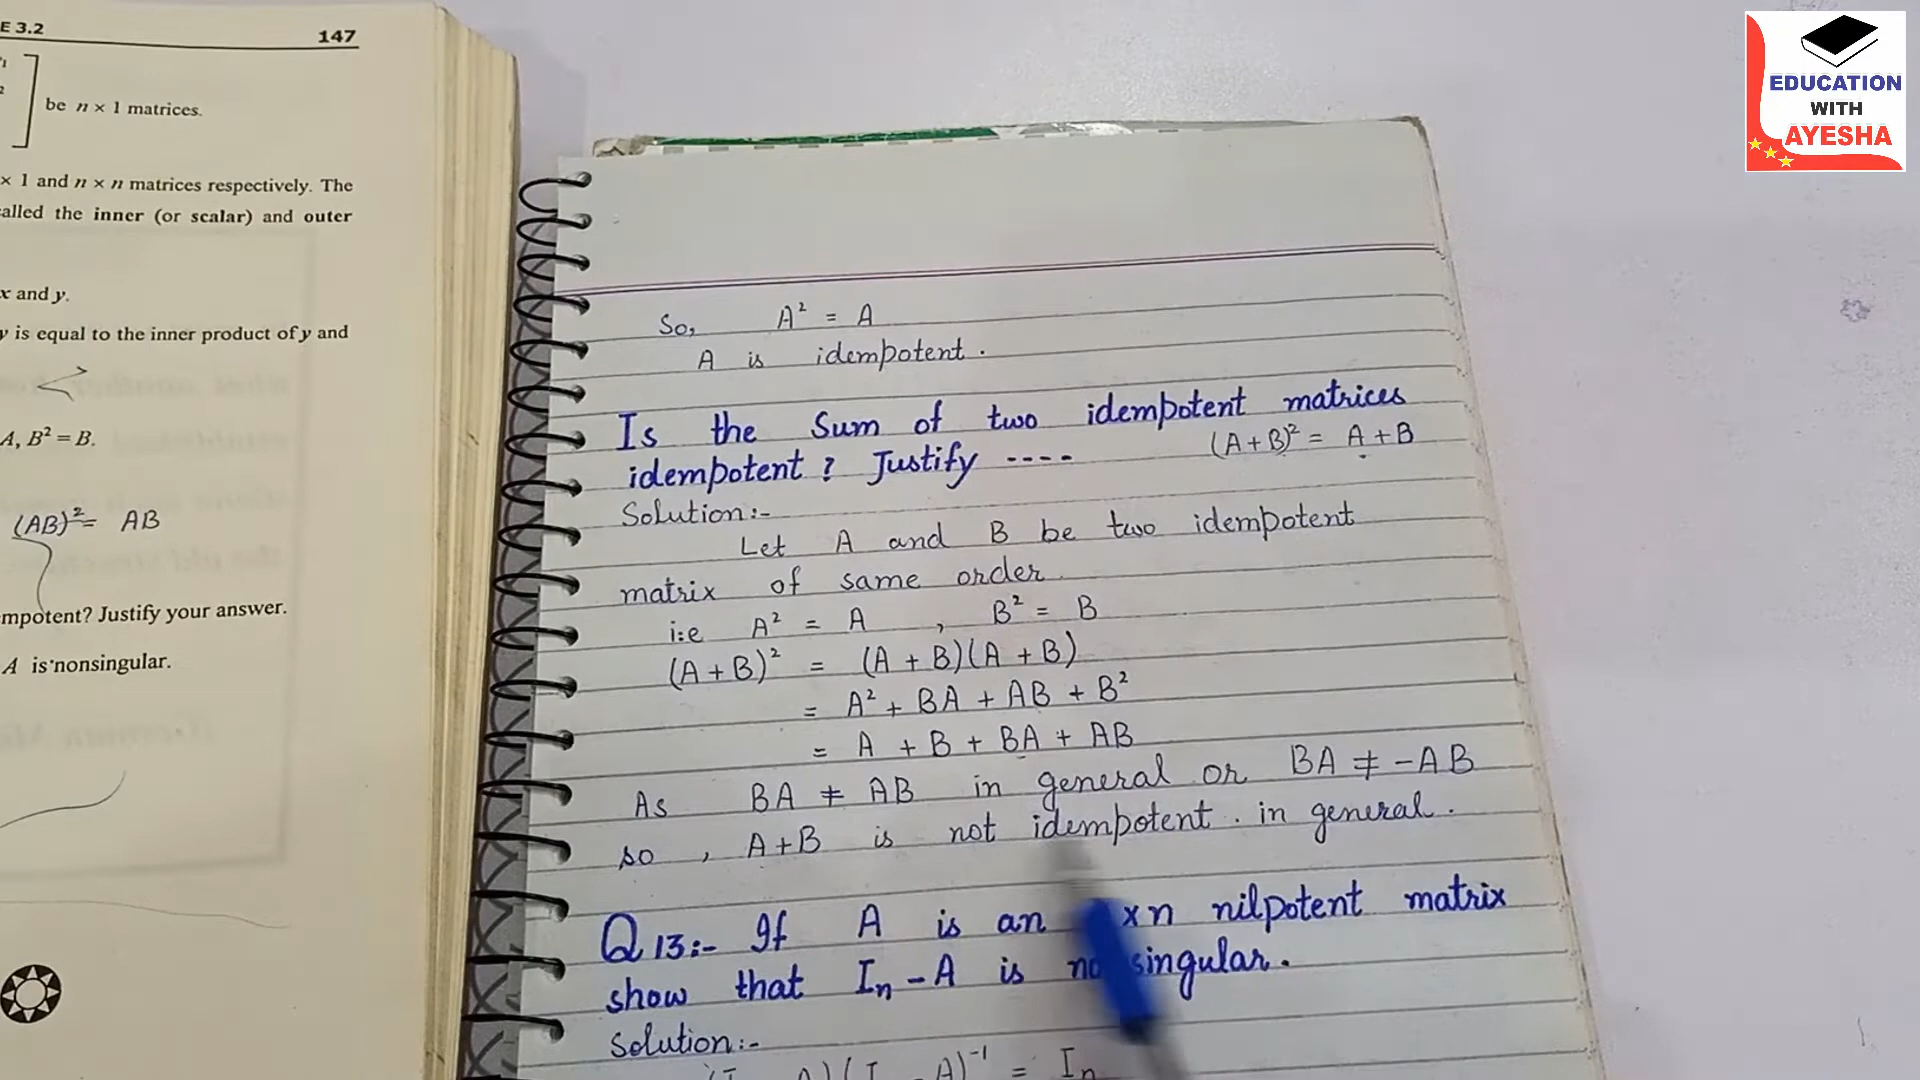 E 3.2
147
be n × 1 matrices.
× 1 and n × n matrices respectively. The
alled the inner (or scalar) and outer
x and y.
y is equal to the inner product of y and
A, B² = B.
(AB)² = AB
mpotent? Justify your answer.
A is nonsingular.
So, A² = A
A is idempotent.
Is the Sum of two idempotent matrices
idempotent? Justify ----
(A+B)² = A+B
Solution:-
Let A and B be two idempotent
matrix of same order.
i:e A² = A , B² = B
(A+B)² = (A+B)(A+B)
= A² + BA + AB + B²
= A + B + BA + AB
As BA ≠ AB in general or BA ≠ -AB
so, A+B is not idempotent. in general.
Q13:- If A is an ×n nilpotent matrix
show that Iₙ-A is nonsingular.
Solution:-
A)⁻¹ = Iₙ
EDUCATION
WITH
AYESHA